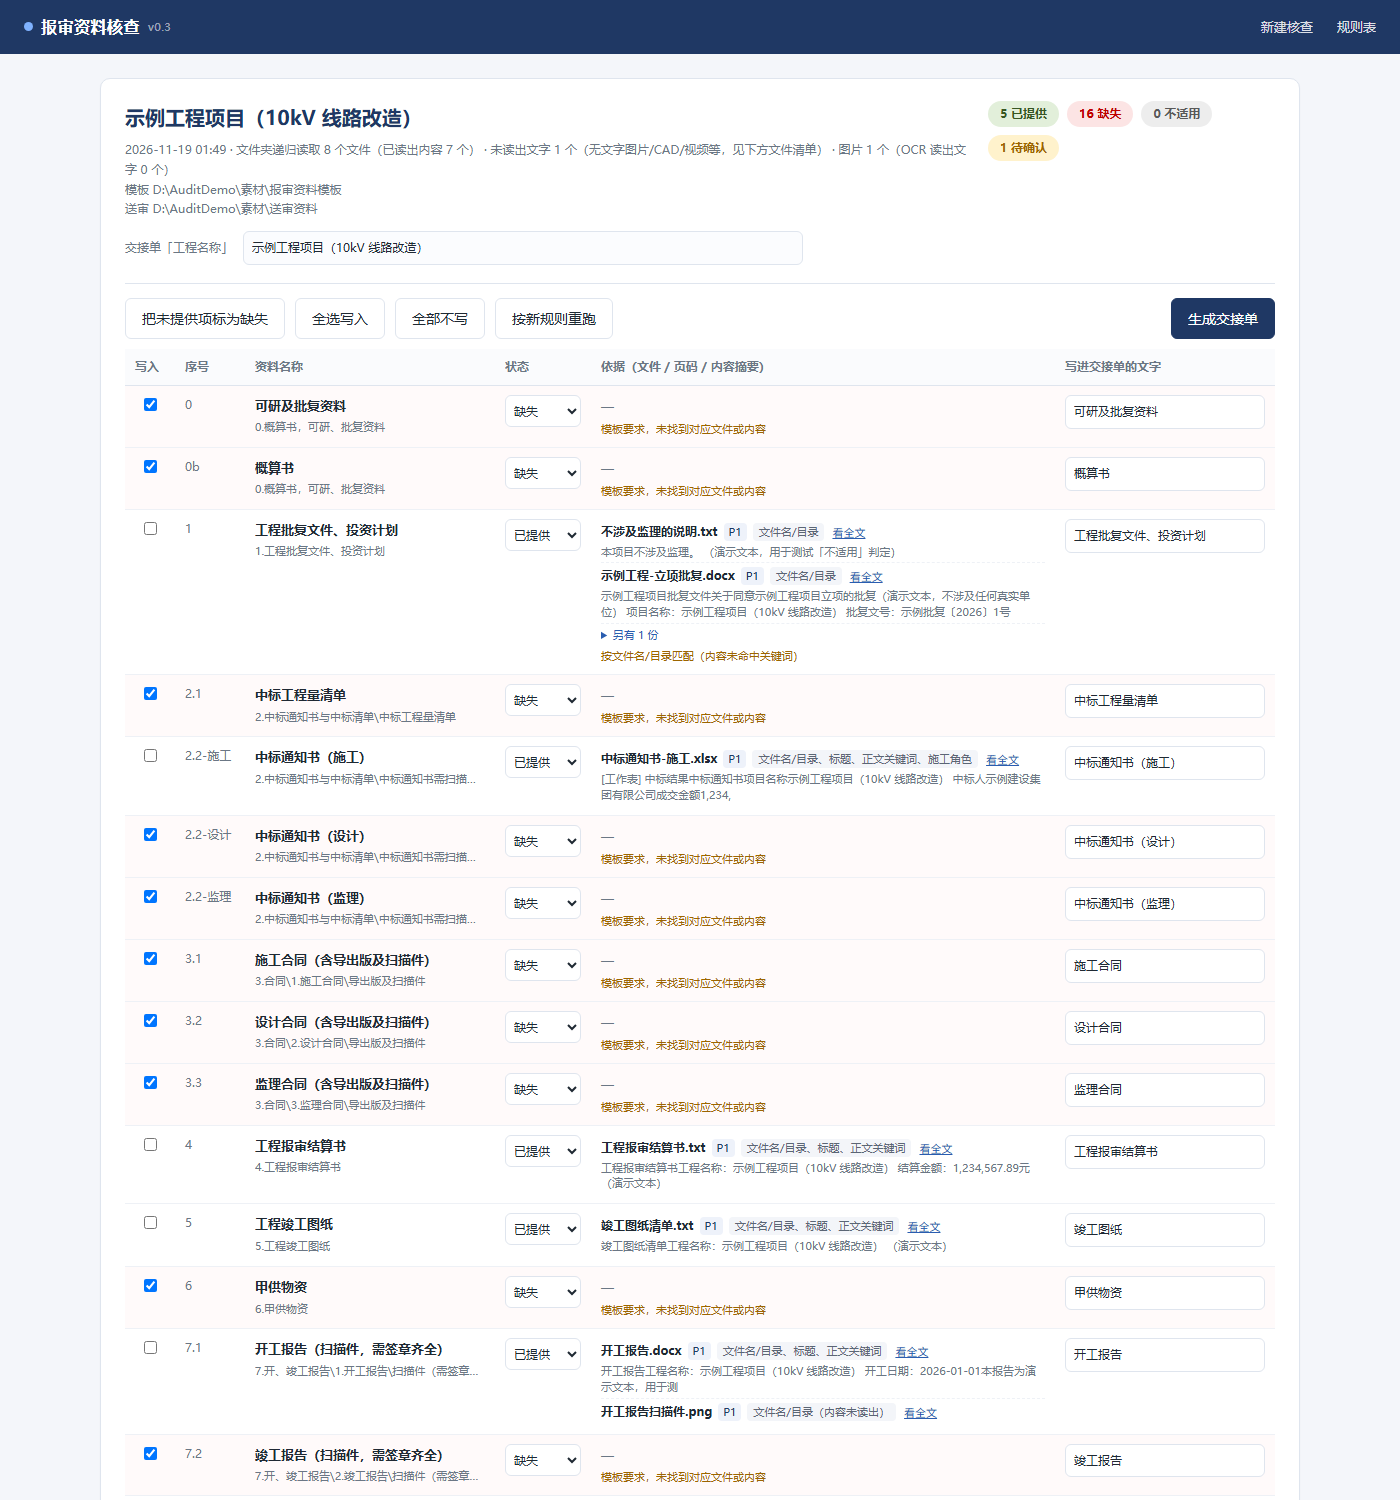 报审资料核查 v0.3
新建核查 规则表
示例工程项目（10kV 线路改造）
5 已提供 16 缺失 0 不适用
1 待确认
2026-11-19 01:49 · 文件夹递归读取 8 个文件（已读出内容 7 个） · 未读出文字 1 个（无文字图片/CAD/视频等，见下方文件清单） · 图片 1 个（OCR 读出文
字 0 个）
模板 D:\AuditDemo\素材\报审资料模板
送审 D:\AuditDemo\素材\送审资料
交接单「工程名称」 示例工程项目（10kV 线路改造）
把未提供项标为缺失 全选写入 全部不写 按新规则重跑 生成交接单
写入 序号 资料名称 状态 依据（文件 / 页码 / 内容摘要） 写进交接单的文字
0 可研及批复资料 缺失 — 可研及批复资料
0.概算书，可研、批复资料 模板要求，未找到对应文件或内容
0b 概算书 缺失 — 概算书
0.概算书，可研、批复资料 模板要求，未找到对应文件或内容
1 工程批复文件、投资计划 已提供 不涉及监理的说明.txt P1 文件名/目录 看全文 工程批复文件、投资计划
1.工程批复文件、投资计划 本项目不涉及监理。 （演示文本，用于测试「不适用」判定）
示例工程-立项批复.docx P1 文件名/目录 看全文
示例工程项目批复文件关于同意示例工程项目立项的批复（演示文本，不涉及任何真实单
位） 项目名称：示例工程项目（10kV 线路改造） 批复文号：示例批复〔2026〕1号
▶ 另有 1 份
按文件名/目录匹配（内容未命中关键词）
2.1 中标工程量清单 缺失 — 中标工程量清单
2.中标通知书与中标清单\中标工程量清单 模板要求，未找到对应文件或内容
2.2-施工 中标通知书（施工） 已提供 中标通知书-施工.xlsx P1 文件名/目录、标题、正文关键词、施工角色 看全文 中标通知书（施工）
2.中标通知书与中标清单\中标通知书需扫描... [工作表] 中标结果中标通知书项目名称示例工程项目（10kV 线路改造） 中标人示例建设集
团有限公司成交金额1,234,
2.2-设计 中标通知书（设计） 缺失 — 中标通知书（设计）
2.中标通知书与中标清单\中标通知书需扫描... 模板要求，未找到对应文件或内容
2.2-监理 中标通知书（监理） 缺失 — 中标通知书（监理）
2.中标通知书与中标清单\中标通知书需扫描... 模板要求，未找到对应文件或内容
3.1 施工合同（含导出版及扫描件） 缺失 — 施工合同
3.合同\1.施工合同\导出版及扫描件 模板要求，未找到对应文件或内容
3.2 设计合同（含导出版及扫描件） 缺失 — 设计合同
3.合同\2.设计合同\导出版及扫描件 模板要求，未找到对应文件或内容
3.3 监理合同（含导出版及扫描件） 缺失 — 监理合同
3.合同\3.监理合同\导出版及扫描件 模板要求，未找到对应文件或内容
4 工程报审结算书 已提供 工程报审结算书.txt P1 文件名/目录、标题、正文关键词 看全文 工程报审结算书
4.工程报审结算书 工程报审结算书工程名称：示例工程项目（10kV 线路改造） 结算金额：1,234,567.89元
（演示文本）
5 工程竣工图纸 已提供 竣工图纸清单.txt P1 文件名/目录、标题、正文关键词 看全文 竣工图纸
5.工程竣工图纸 竣工图纸清单工程名称：示例工程项目（10kV 线路改造） （演示文本）
6 甲供物资 缺失 — 甲供物资
6.甲供物资 模板要求，未找到对应文件或内容
7.1 开工报告（扫描件，需签章齐全） 已提供 开工报告.docx P1 文件名/目录、标题、正文关键词 看全文 开工报告
7.开、竣工报告\1.开工报告\扫描件（需签章... 开工报告工程名称：示例工程项目（10kV 线路改造） 开工日期：2026-01-01本报告为演
示文本，用于测
开工报告扫描件.png P1 文件名/目录（内容未读出） 看全文
7.2 竣工报告（扫描件，需签章齐全） 缺失 — 竣工报告
7.开、竣工报告\2.竣工报告\扫描件（需签章... 模板要求，未找到对应文件或内容